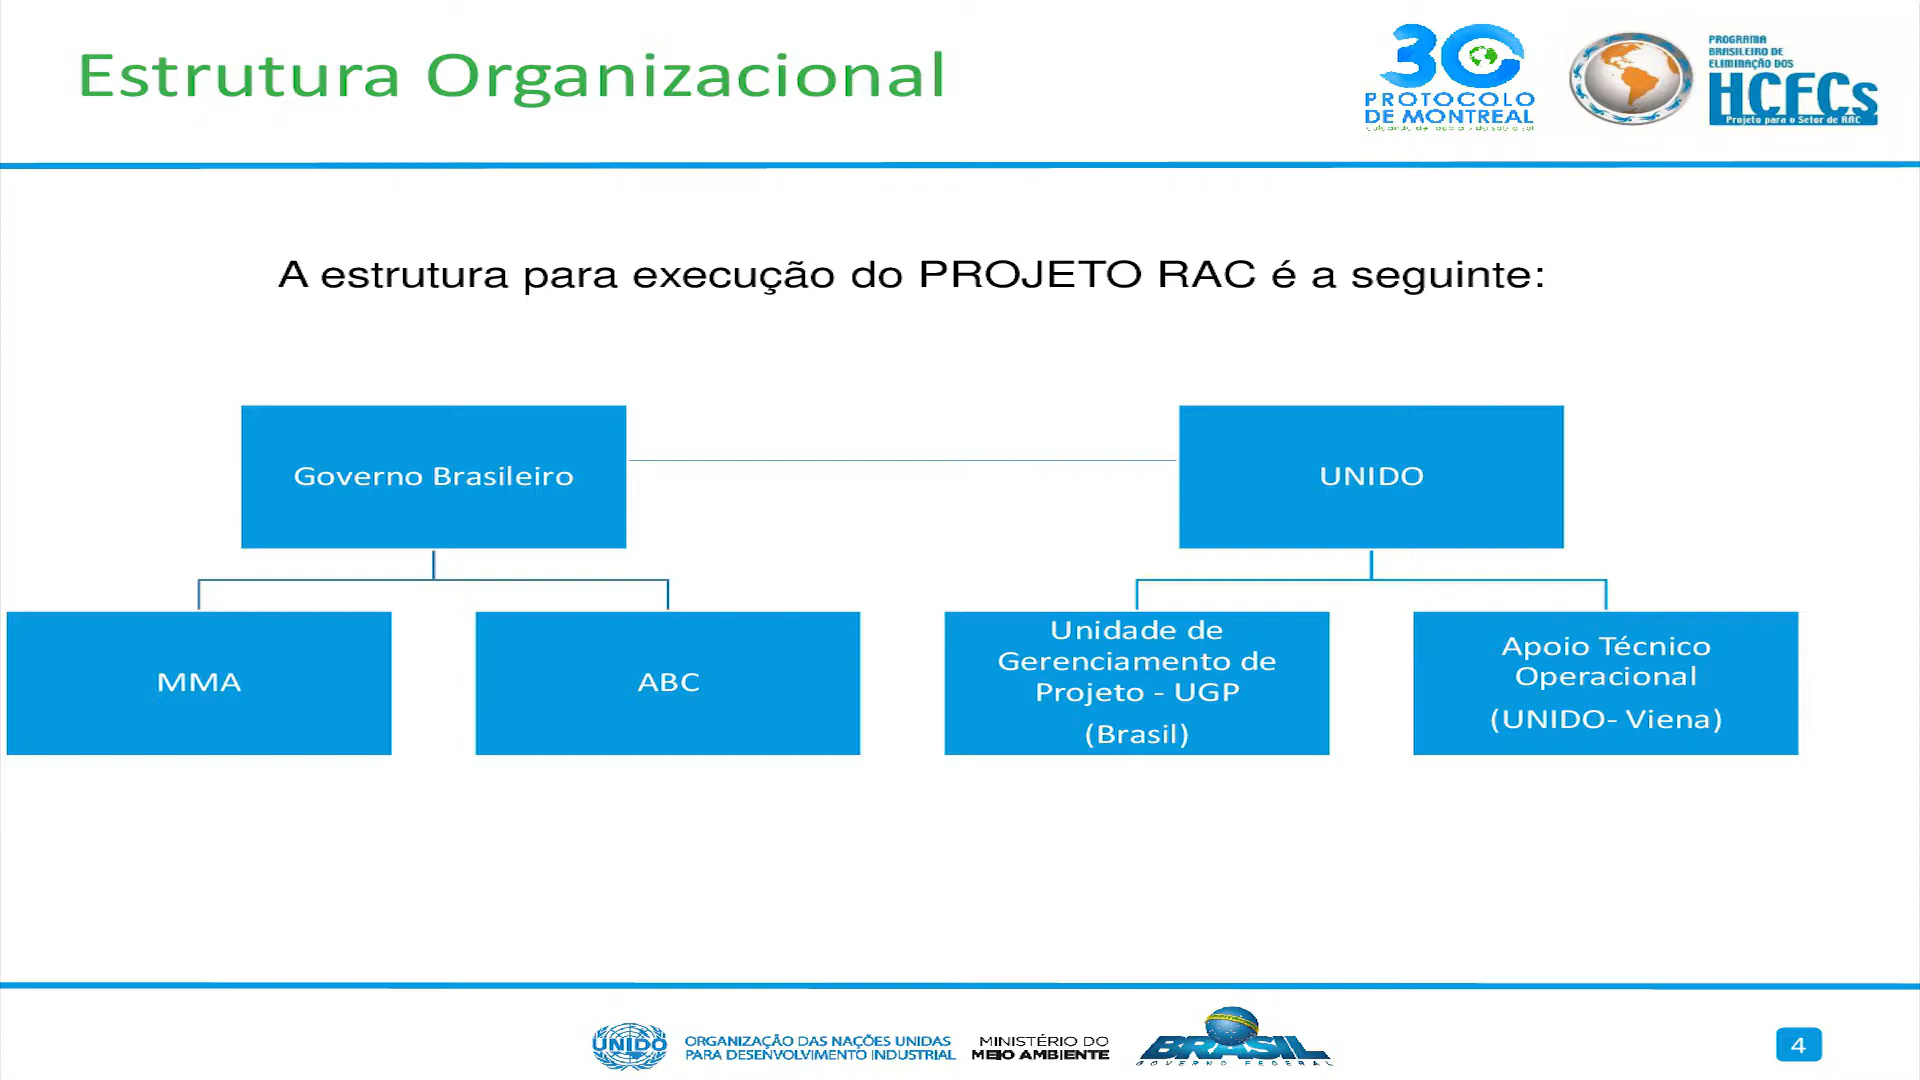 Estrutura Organizacional
PROTOCOLO
DE MONTREAL
PROGRAMA
BRASILEIRO DE
ELIMINAÇÃO DOS
HCFCs
Projeto para o Setor de RAC
A estrutura para execução do PROJETO RAC é a seguinte:
Governo Brasileiro
UNIDO
MMA
ABC
Unidade de
Gerenciamento de
Projeto - UGP
(Brasil)
Apoio Técnico
Operacional
(UNIDO- Viena)
UNIDO
ORGANIZAÇÃO DAS NAÇÕES UNIDAS
PARA DESENVOLVIMENTO INDUSTRIAL
MINISTÉRIO DO
MEIO AMBIENTE
BRASIL
GOVERNO FEDERAL
4